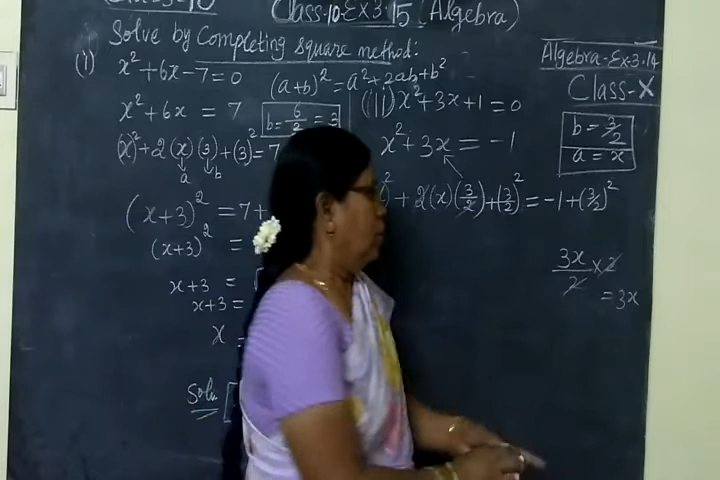 Class-10-Ex 3.15 (Algebra)
Solve by Completing square method:
(i) x² + 6x - 7 = 0
(a+b)² = a² + 2ab + b²
x² + 6x = 7
b = 6/2 = 3
(x)² + 2(x)(3) + (3)² = 7
a b
(x+3)² = 7+
(x+3)² =
x+3 = √
x+3 =
x =
Soln [
(ii) x² + 3x + 1 = 0
x² + 3x = -1
)² + 2(x)(3/2) + (3/2)² = -1 + (3/2)²
Algebra-Ex-3.14
Class-X
b = 3/2
a = x
3x/2 × 2
= 3x